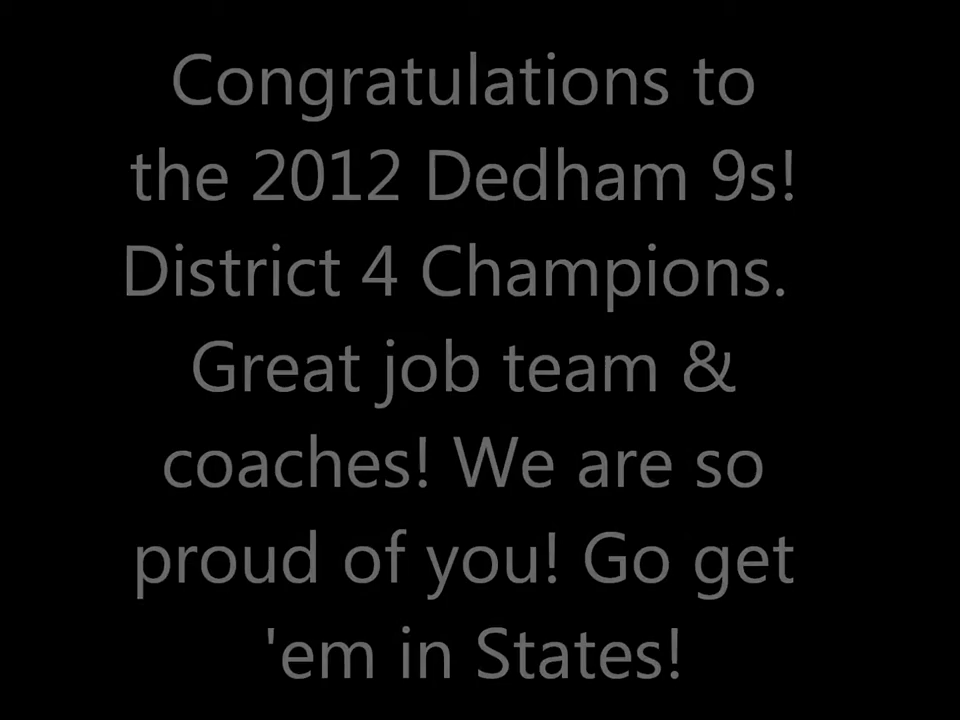 Congratulations to
the 2012 Dedham 9s!
District 4 Champions.
Great job team &
coaches! We are so
proud of you! Go get
'em in States!